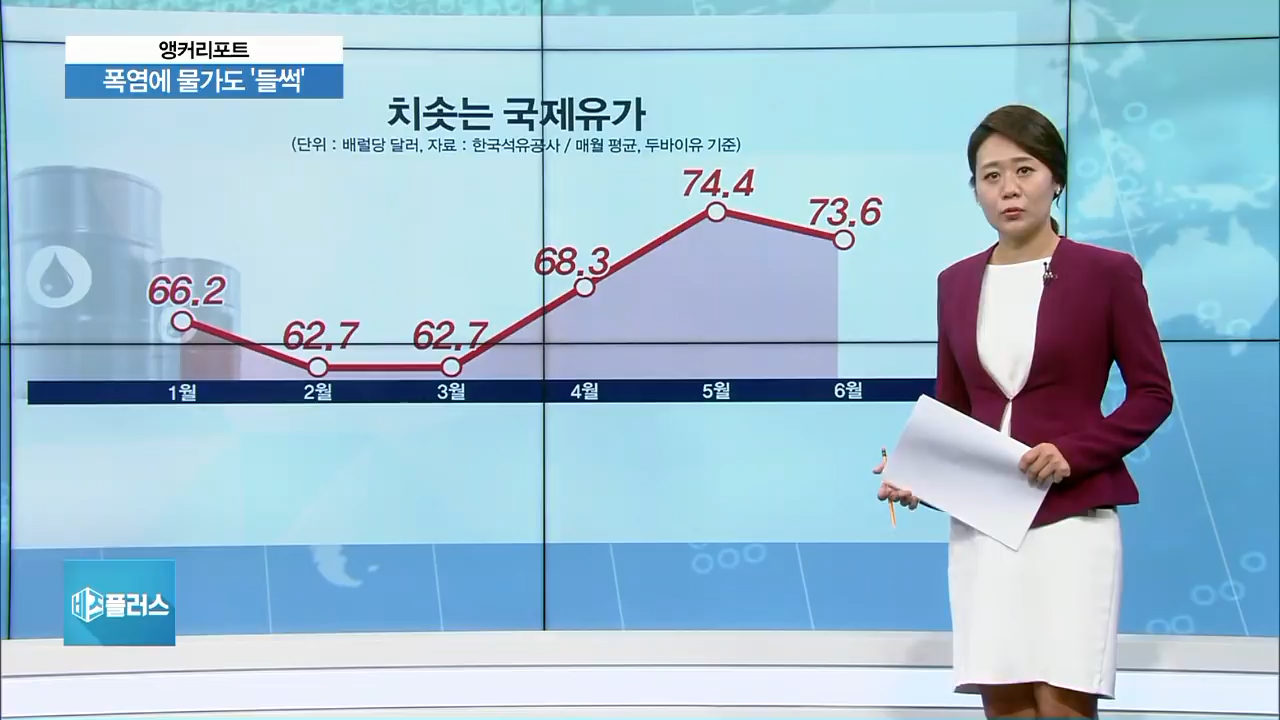 앵커리포트
폭염에 물가도 '들썩'
치솟는 국제유가
(단위 : 배럴당 달러, 자료 : 한국석유공사 / 매월 평균, 두바이유 기준)
66.2
62.7
62.7
68.3
74.4
73.6
1월
2월
3월
4월
5월
6월
비즈플러스